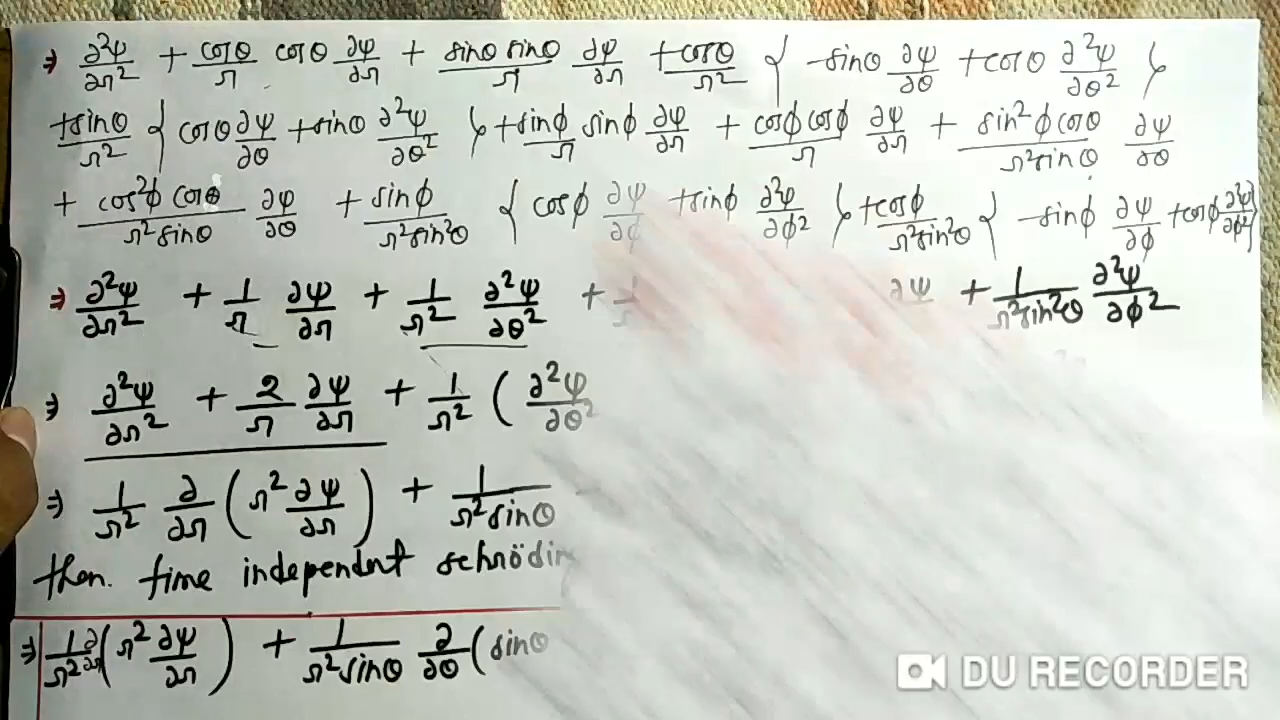 ⇒ ∂²ψ/∂r² + cosθ/r cosθ ∂ψ/∂r + sinθ sinθ/r ∂ψ/∂r + cosθ/r² { -sinθ ∂ψ/∂θ + cosθ ∂²ψ/∂θ² }
+ sinθ/r² { cosθ ∂ψ/∂θ + sinθ ∂²ψ/∂θ² } + sinϕ/r sinϕ ∂ψ/∂r + cosϕ cosϕ/r ∂ψ/∂r + sin²ϕ cosθ/r² sinθ ∂ψ/∂θ
+ cos²ϕ cosθ/r² sinθ ∂ψ/∂θ + sinϕ/r² sin²θ { cosϕ ∂ψ/∂ϕ + sinϕ ∂²ψ/∂ϕ² } + cosϕ/r² sin²θ { -sinϕ ∂ψ/∂ϕ + cosϕ ∂²ψ/∂ϕ² }
⇒ ∂²ψ/∂r² + 1/r ∂ψ/∂r + 1/r² ∂²ψ/∂θ² + ∂ψ + 1/r² sin²θ ∂²ψ/∂ϕ²
⇒ ∂²ψ/∂r² + 2/r ∂ψ/∂r + 1/r² ( ∂²ψ/∂θ²
⇒ 1/r² ∂/∂r ( r² ∂ψ/∂r ) + 1/r² sinθ
then. time independent
⇒ 1/r² ∂/∂r ( r² ∂ψ/∂r ) + 1/r² sinθ ∂/∂θ ( sinθ
DU RECORDER